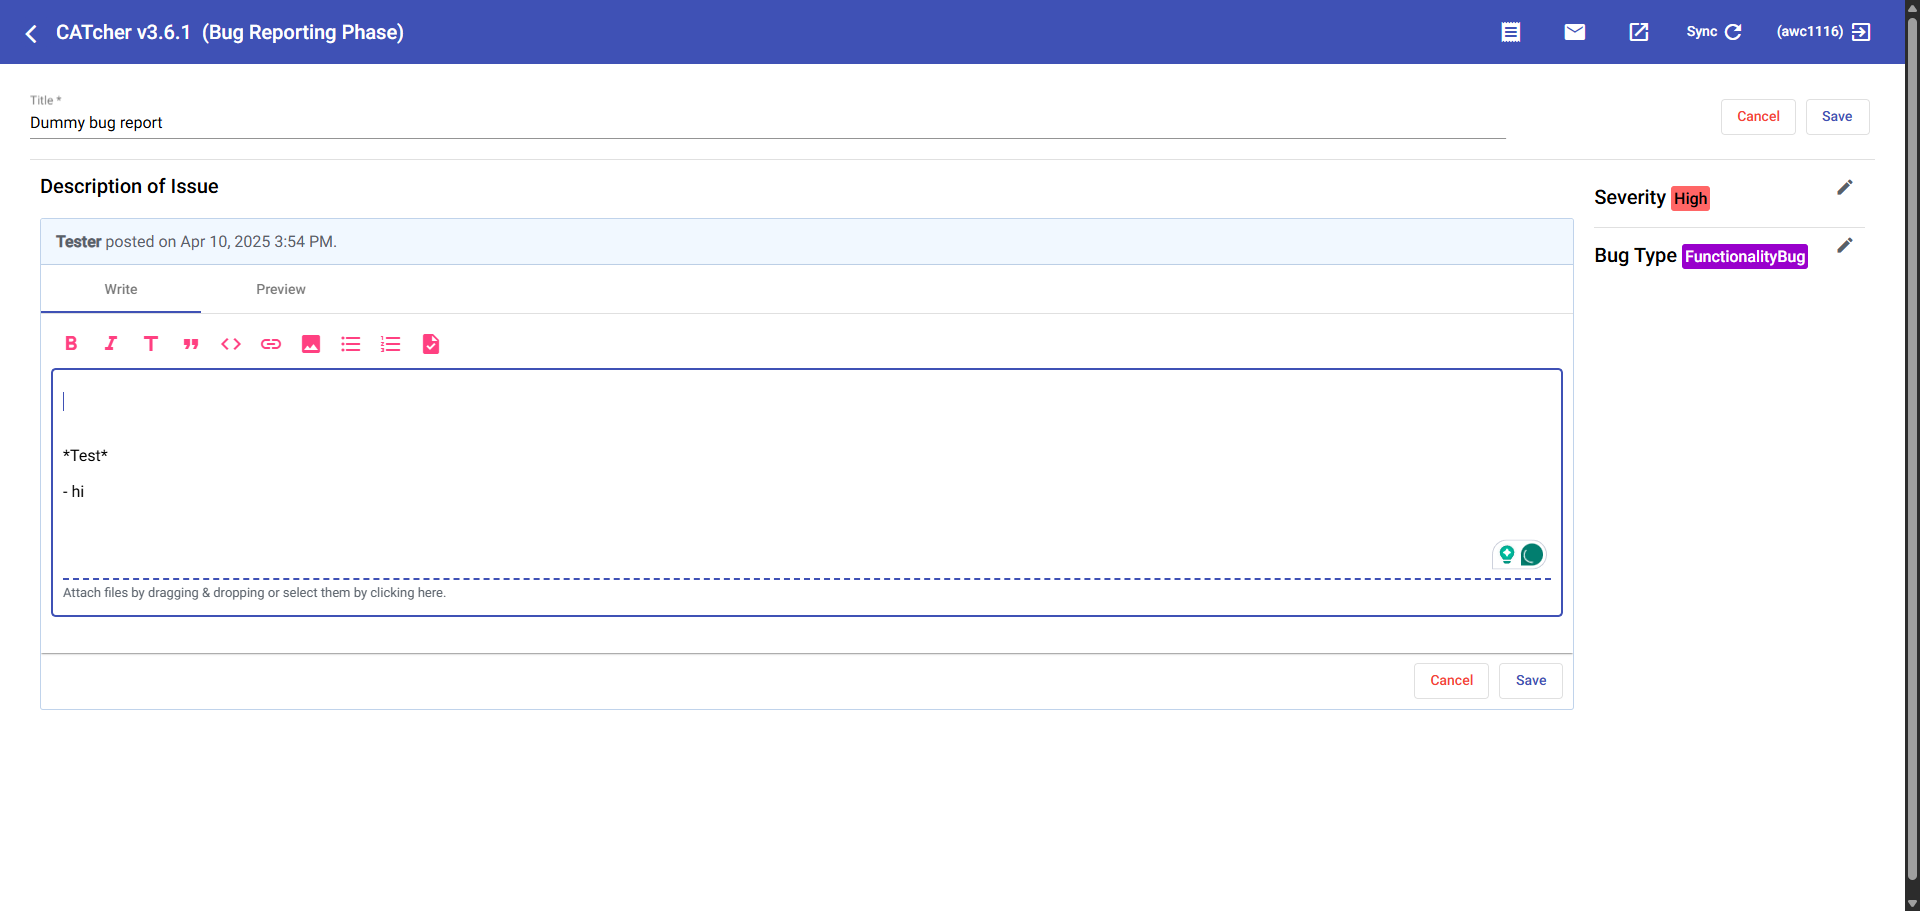 CATcher v3.6.1 (Bug Reporting Phase)
Sync
(awc1116)
Title *
Dummy bug report
Cancel
Save
Description of Issue
Tester posted on Apr 10, 2025 3:54 PM.
Write
Preview
*Test*
- hi
Attach files by dragging & dropping or select them by clicking here.
Cancel
Save
Severity High
Bug Type FunctionalityBug